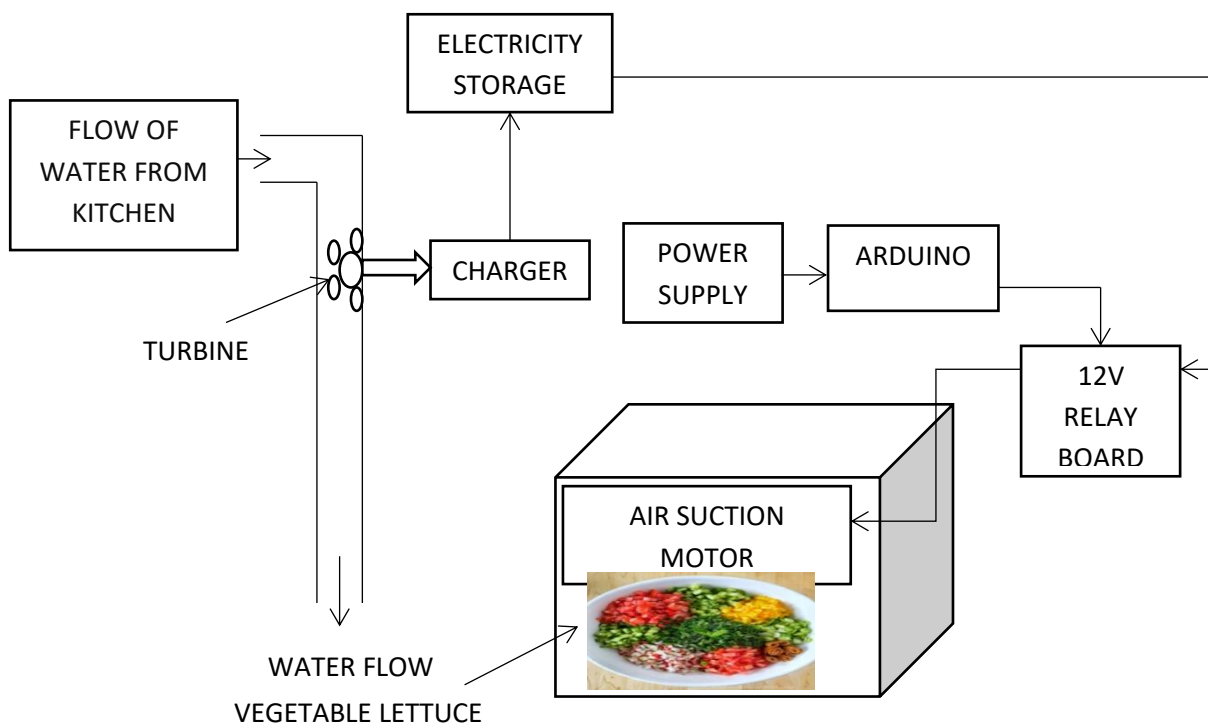 ELECTRICITY
STORAGE
FLOW OF
WATER FROM
KITCHEN
CHARGER
POWER
SUPPLY
ARDUINO
TURBINE
12V
RELAY
BOARD
AIR SUCTION
MOTOR
WATER FLOW
VEGETABLE LETTUCE